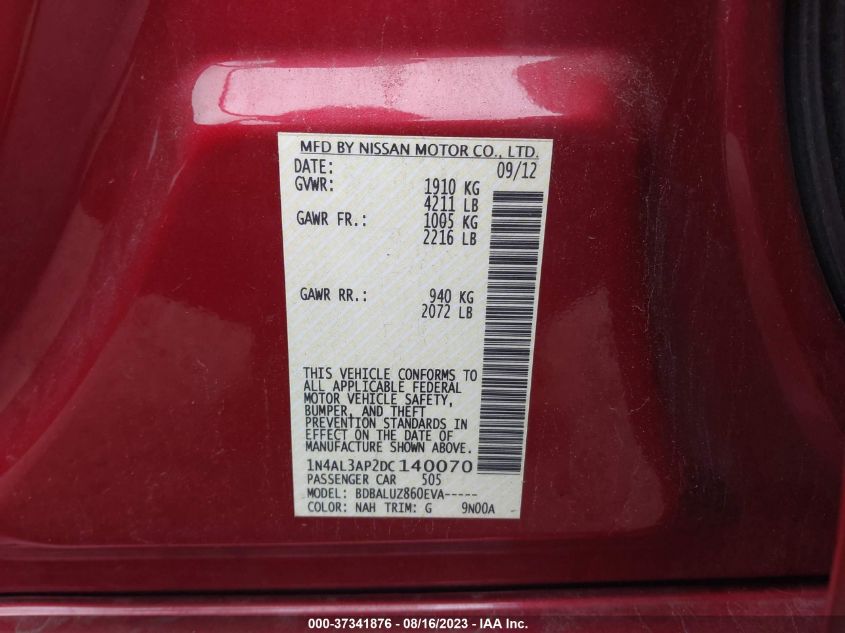 MFD BY NISSAN MOTOR CO., LTD.
DATE: 09/12
GVWR: 1910 KG
4211 LB
GAWR FR.: 1005 KG
2216 LB
GAWR RR.: 940 KG
2072 LB
THIS VEHICLE CONFORMS TO
ALL APPLICABLE FEDERAL
MOTOR VEHICLE SAFETY,
BUMPER, AND THEFT
PREVENTION STANDARDS IN
EFFECT ON THE DATE OF
MANUFACTURE SHOWN ABOVE.
1N4AL3AP2DC140070
PASSENGER CAR 505
MODEL: BDBALUZ860EVA-----
COLOR: NAH TRIM: G 9N00A
000-37341876 - 08/16/2023 - IAA Inc.